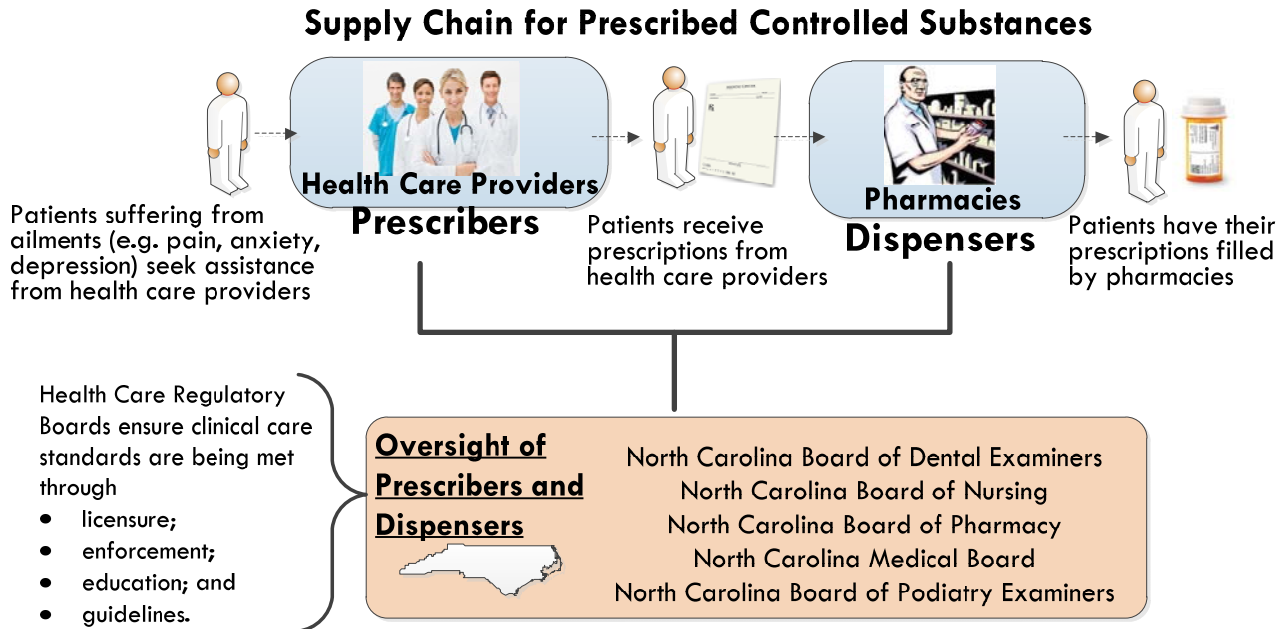 Supply Chain for Prescribed Controlled Substances
Health Care Providers
Prescribers
Pharmacies
Dispensers
Patients suffering from
ailments (e.g. pain, anxiety,
depression) seek assistance
from health care providers
Patients receive
prescriptions from
health care providers
Patients have their
prescriptions filled
by pharmacies
Health Care Regulatory
Boards ensure clinical care
standards are being met
through
• licensure;
• enforcement;
• education; and
• guidelines.
Oversight of
Prescribers and
Dispensers
North Carolina Board of Dental Examiners
North Carolina Board of Nursing
North Carolina Board of Pharmacy
North Carolina Medical Board
North Carolina Board of Podiatry Examiners